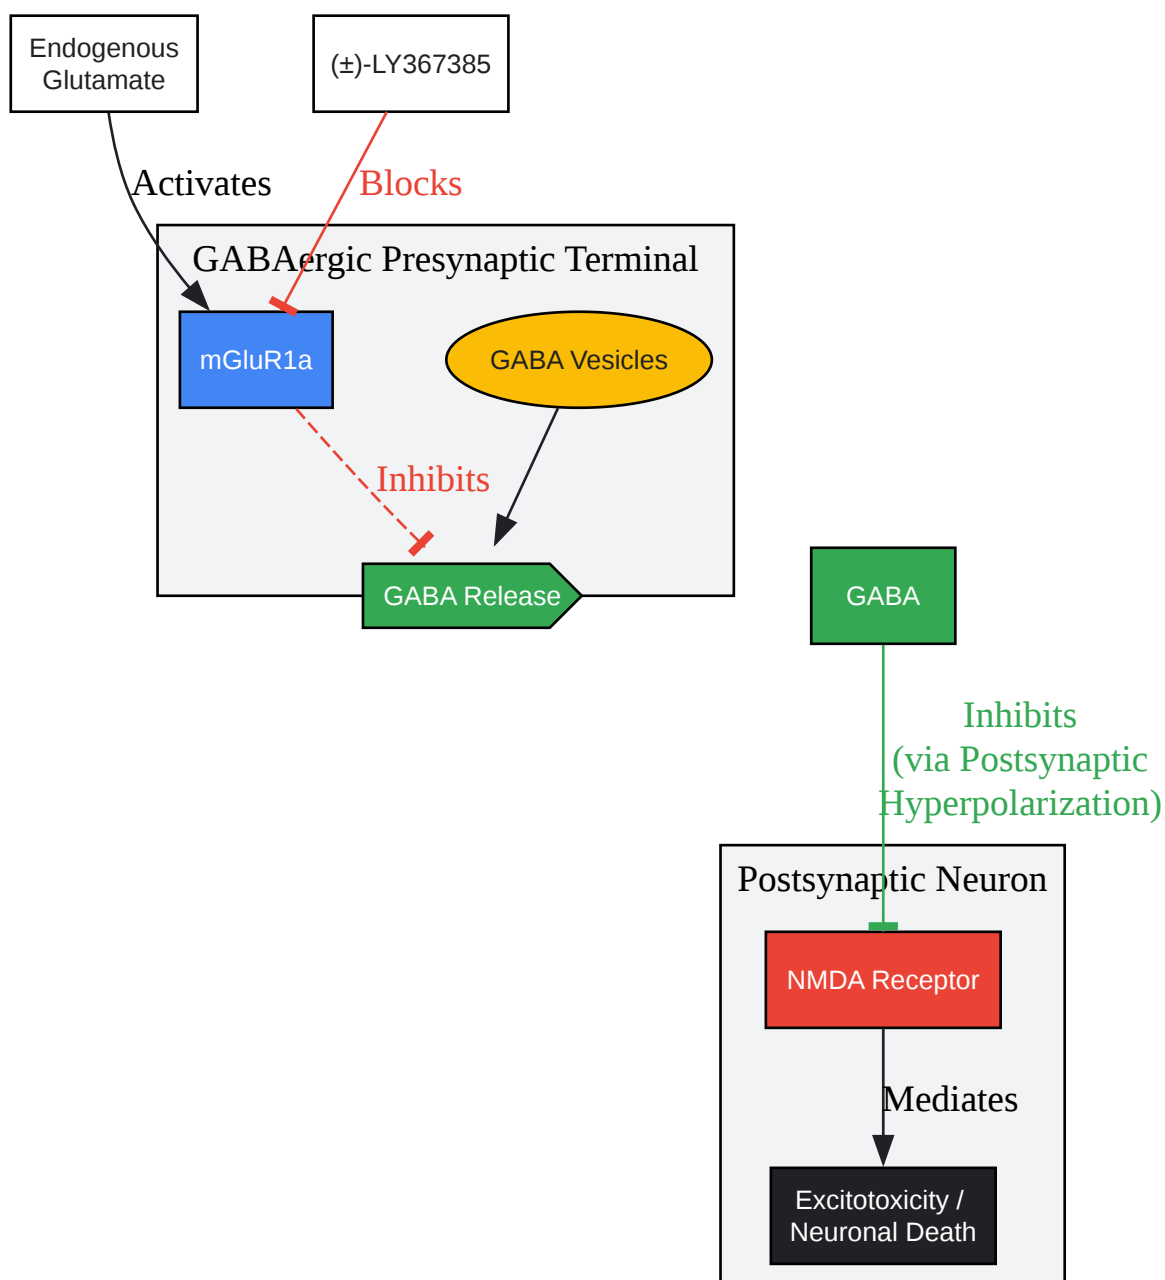 Endogenous
Glutamate
(±)-LY367385
Activates
Blocks
GABAergic Presynaptic Terminal
mGluR1a
GABA Vesicles
Inhibits
GABA Release
GABA
Inhibits
(via Postsynaptic
Hyperpolarization)
Postsynaptic Neuron
NMDA Receptor
Mediates
Excitotoxicity /
Neuronal Death